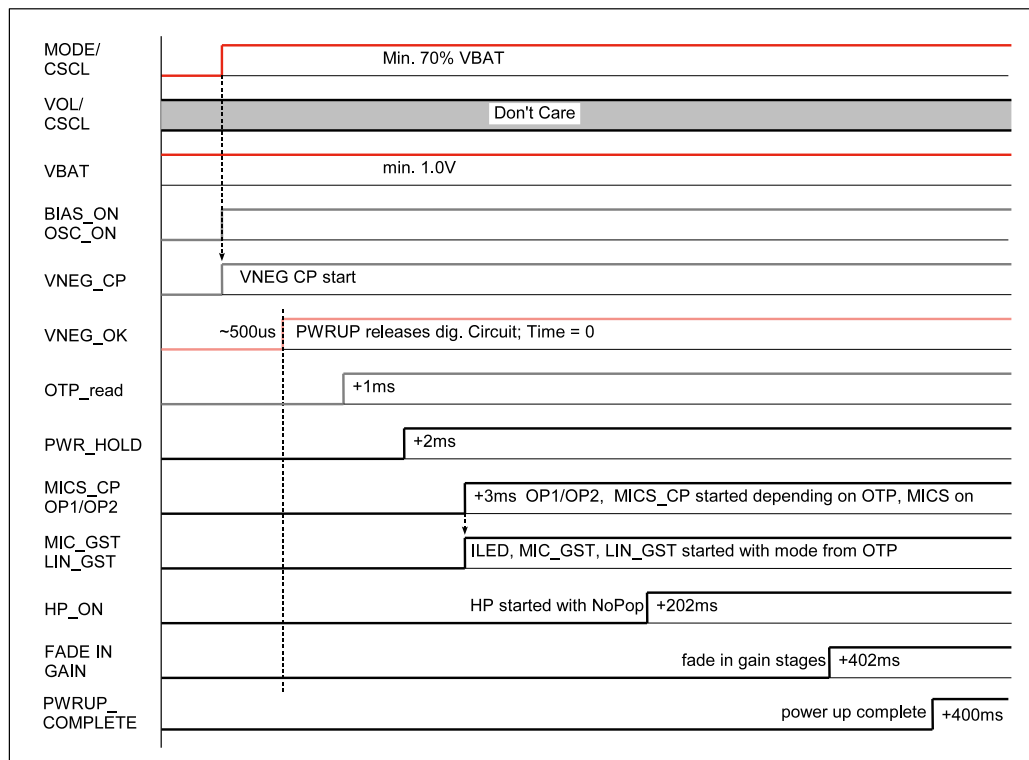 MODE/
CSCL
Min. 70% VBAT
VOL/
CSCL
Don't Care
VBAT
min. 1.0V
BIAS_ON
OSC_ON
VNEG_CP
VNEG CP start
VNEG_OK
~500us
PWRUP releases dig. Circuit; Time = 0
OTP_read
+1ms
PWR_HOLD
+2ms
MICS_CP
OP1/OP2
+3ms OP1/OP2, MICS_CP started depending on OTP, MICS on
MIC_GST
LIN_GST
ILED, MIC_GST, LIN_GST started with mode from OTP
HP_ON
HP started with NoPop
+202ms
FADE IN
GAIN
fade in gain stages
+402ms
PWRUP_
COMPLETE
power up complete
+400ms